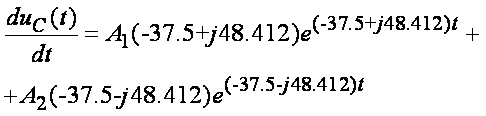 du_C(t)/dt = A_1(-37.5+j48.412)e^(-37.5+j48.412)t +
+A_2(-37.5-j48.412)e^(-37.5-j48.412)t